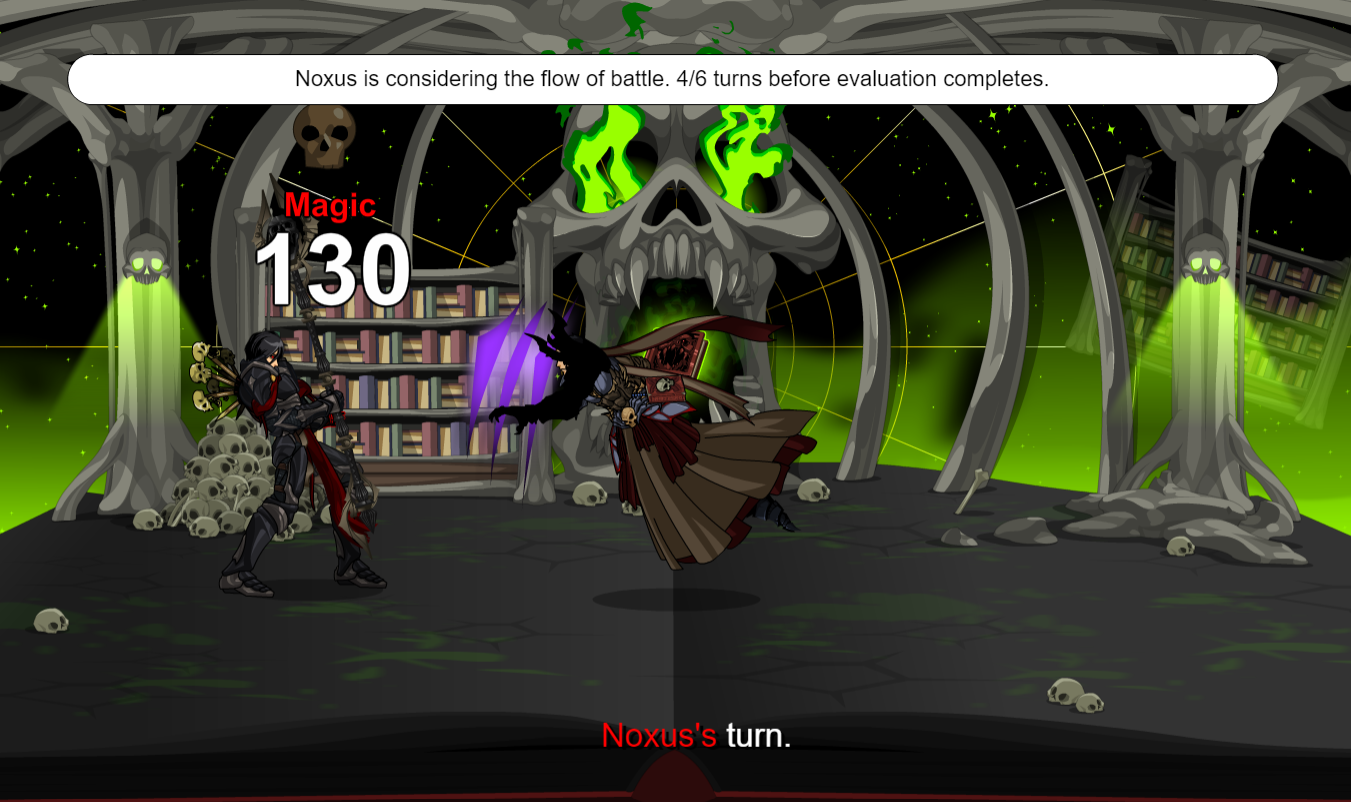 Noxus is considering the flow of battle. 4/6 turns before evaluation completes.
Magic
130
Noxus's turn.